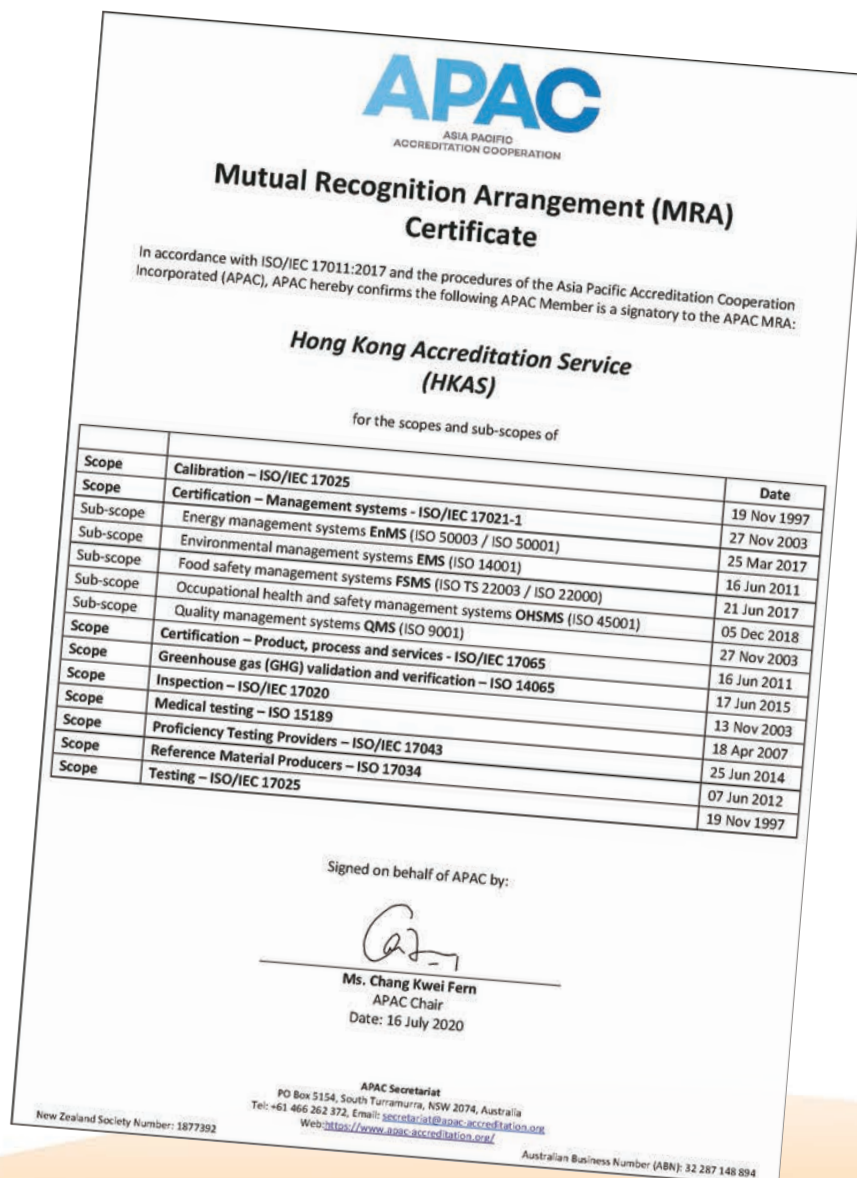 APAC
ASIA PACIFIC
ACCREDITATION COOPERATION
Mutual Recognition Arrangement (MRA)
Certificate
In accordance with ISO/IEC 17011:2017 and the procedures of the Asia Pacific Accreditation Cooperation
Incorporated (APAC), APAC hereby confirms the following APAC Member is a signatory to the APAC MRA:
Hong Kong Accreditation Service
(HKAS)
for the scopes and sub-scopes of
Date
Scope Calibration – ISO/IEC 17025 19 Nov 1997
Scope Certification – Management systems - ISO/IEC 17021-1 27 Nov 2003
Sub-scope Energy management systems EnMS (ISO 50003 / ISO 50001) 25 Mar 2017
Sub-scope Environmental management systems EMS (ISO 14001) 16 Jun 2011
Sub-scope Food safety management systems FSMS (ISO TS 22003 / ISO 22000) 21 Jun 2017
Sub-scope Occupational health and safety management systems OHSMS (ISO 45001) 05 Dec 2018
Sub-scope Quality management systems QMS (ISO 9001) 27 Nov 2003
Scope Certification – Product, process and services - ISO/IEC 17065 16 Jun 2011
Scope Greenhouse gas (GHG) validation and verification – ISO 14065 17 Jun 2015
Scope Inspection – ISO/IEC 17020 13 Nov 2003
Scope Medical testing – ISO 15189 18 Apr 2007
Scope Proficiency Testing Providers – ISO/IEC 17043 25 Jun 2014
Scope Reference Material Producers – ISO 17034 07 Jun 2012
Scope Testing – ISO/IEC 17025 19 Nov 1997
Signed on behalf of APAC by:
Ms. Chang Kwei Fern
APAC Chair
Date: 16 July 2020
APAC Secretariat
PO Box 5154, South Turramurra, NSW 2074, Australia
Tel: +61 466 262 372, Email: secretariat@apac-accreditation.org
Web:https://www.apac-accreditation.org/
New Zealand Society Number: 1877392
Australian Business Number (ABN): 32 287 148 894